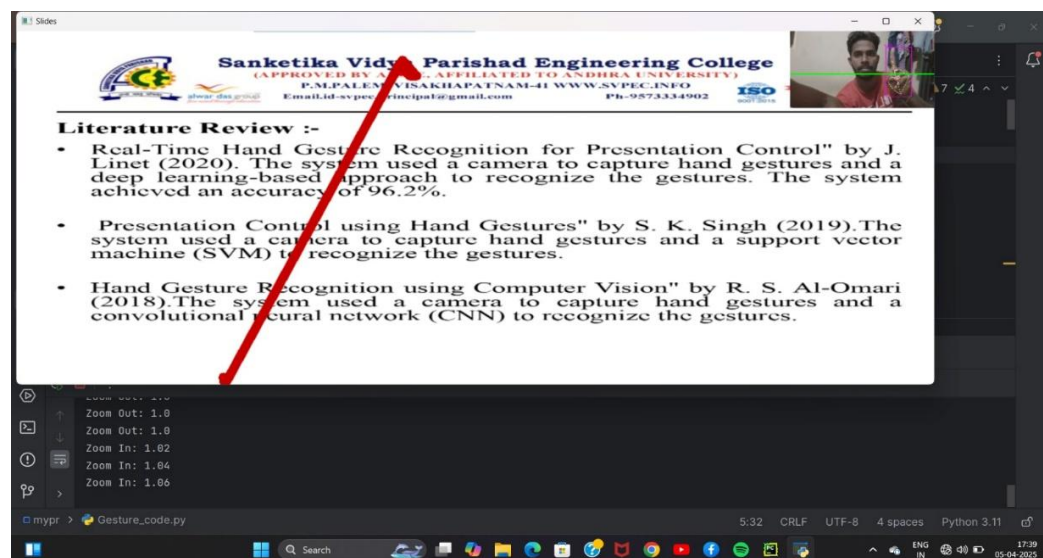 Slides
Sanketika Vidya Parishad Engineering College
(APPROVED BY AICTE, AFFILIATED TO ANDHRA UNIVERSITY)
P.M.PALEM, VISAKHAPATNAM-41 WWW.SVPEC.INFO
Email.id-svpec.principal@gmail.com Ph-9573334902
alwar das group
ISO
9001:2015
7 4
Literature Review :-
• Real-Time Hand Gesture Recognition for Presentation Control" by J.
Linet (2020). The system used a camera to capture hand gestures and a
deep learning-based approach to recognize the gestures. The system
achieved an accuracy of 96.2%.
• Presentation Control using Hand Gestures" by S. K. Singh (2019).The
system used a camera to capture hand gestures and a support vector
machine (SVM) to recognize the gestures.
• Hand Gesture Recognition using Computer Vision" by R. S. Al-Omari
(2018).The system used a camera to capture hand gestures and a
convolutional neural network (CNN) to recognize the gestures.
Zoom Out: 1.0
Zoom Out: 1.0
Zoom In: 1.02
Zoom In: 1.04
Zoom In: 1.06
mypr > Gesture_code.py 5:32 CRLF UTF-8 4 spaces Python 3.11
Search ENG IN 17:39 05-04-2025